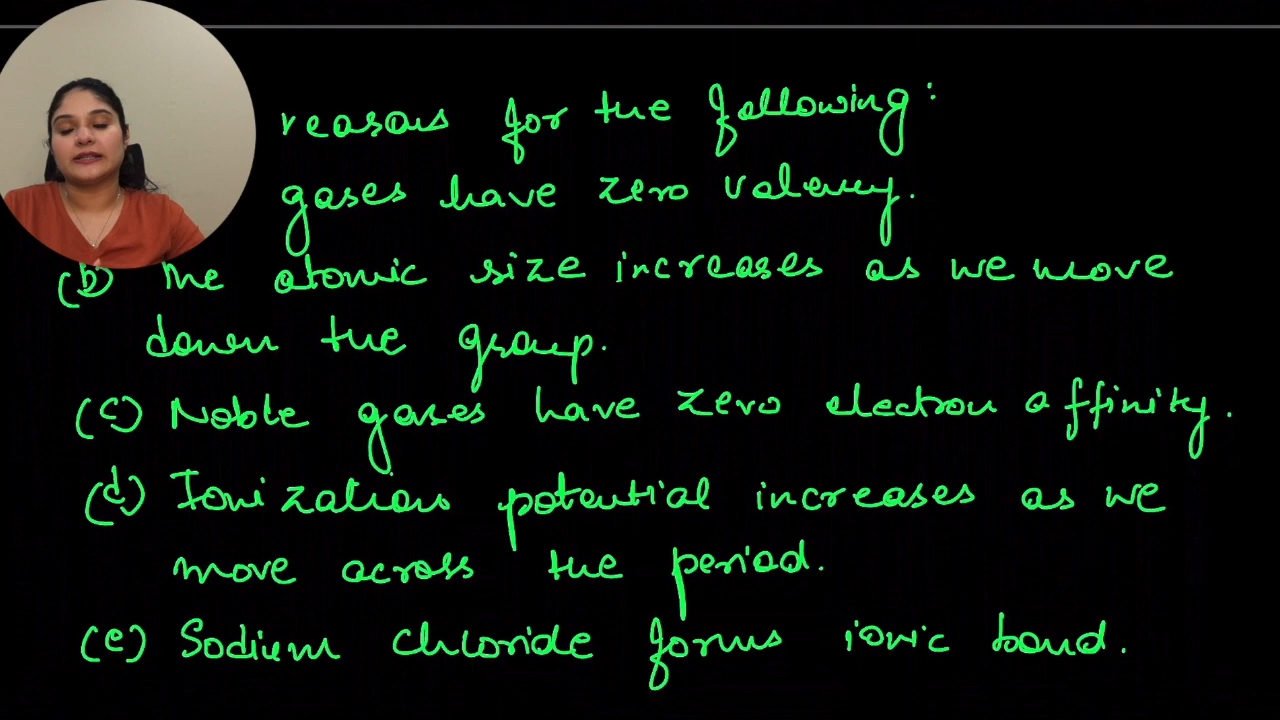 reasons for the following:
gases have zero valency.
(b) The atomic size increases as we move
down the group.
(c) Noble gases have zero electron affinity.
(d) Ionization potential increases as we
move across the period.
(e) Sodium chloride forms ionic bond.